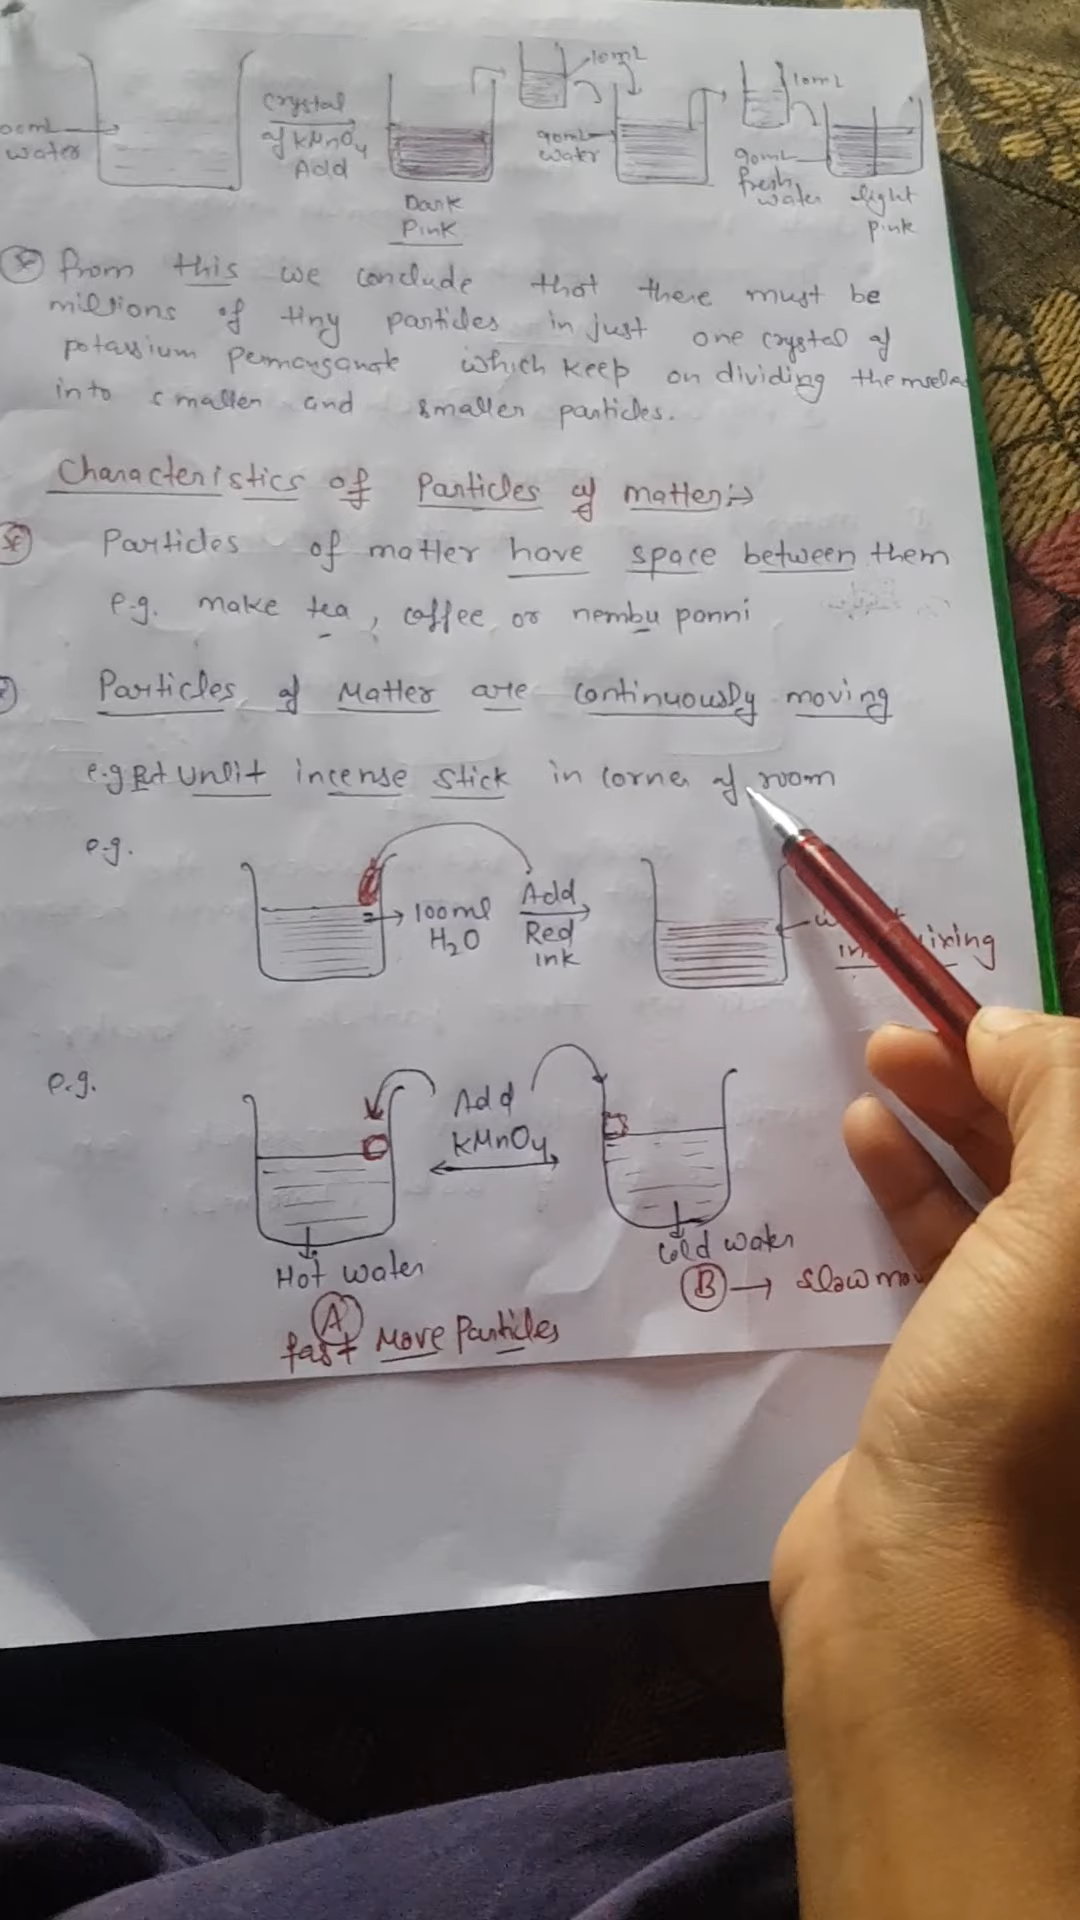 10mL
10mL
crystal
of KMnO4
Add
water
90mL
water
90mL
fresh
water
Dark
Pink
light
pink
from this we conclude that there must be
millions of tiny particles in just one crystal of
potassium permanganate which keep on dividing
into smaller and smaller particles.
Characteristics of Particles of matter:→
Particles of matter have space between them
e.g. make tea, coffee or nembu panni
Particles of Matter are continuously moving
e.g Put Unlit incense stick in corner of room
e.g.
→ 100ml
H2O
Add
Red
ink
e.g.
Add
KMnO4
Hot water
Cold water
(A)
fast Move Particles
(B) → slow